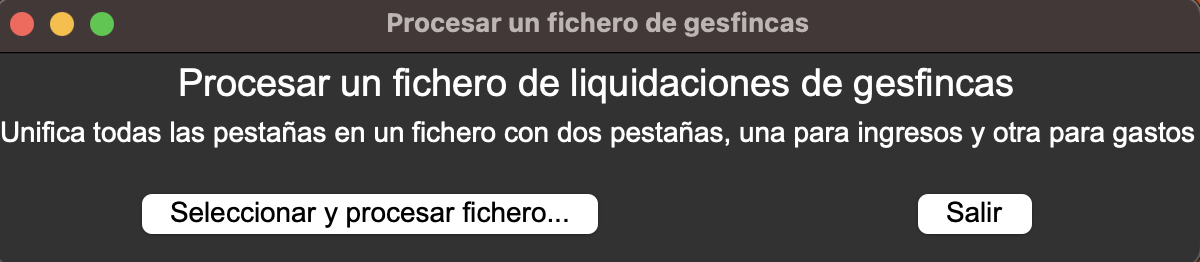 Procesar un fichero de gesfincas
Procesar un fichero de liquidaciones de gesfincas
Unifica todas las pestañas en un fichero con dos pestañas, una para ingresos y otra para gastos
Seleccionar y procesar fichero...
Salir